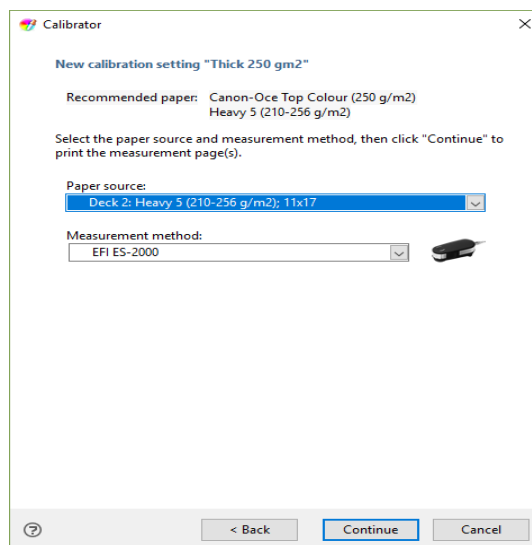 Calibrator
New calibration setting "Thick 250 gm2"
Recommended paper: Canon-Oce Top Colour (250 g/m2)
Heavy 5 (210-256 g/m2)
Select the paper source and measurement method, then click "Continue" to
print the measurement page(s).
Paper source:
Deck 2: Heavy 5 (210-256 g/m2); 11x17
Measurement method:
EFI ES-2000
? < Back Continue Cancel